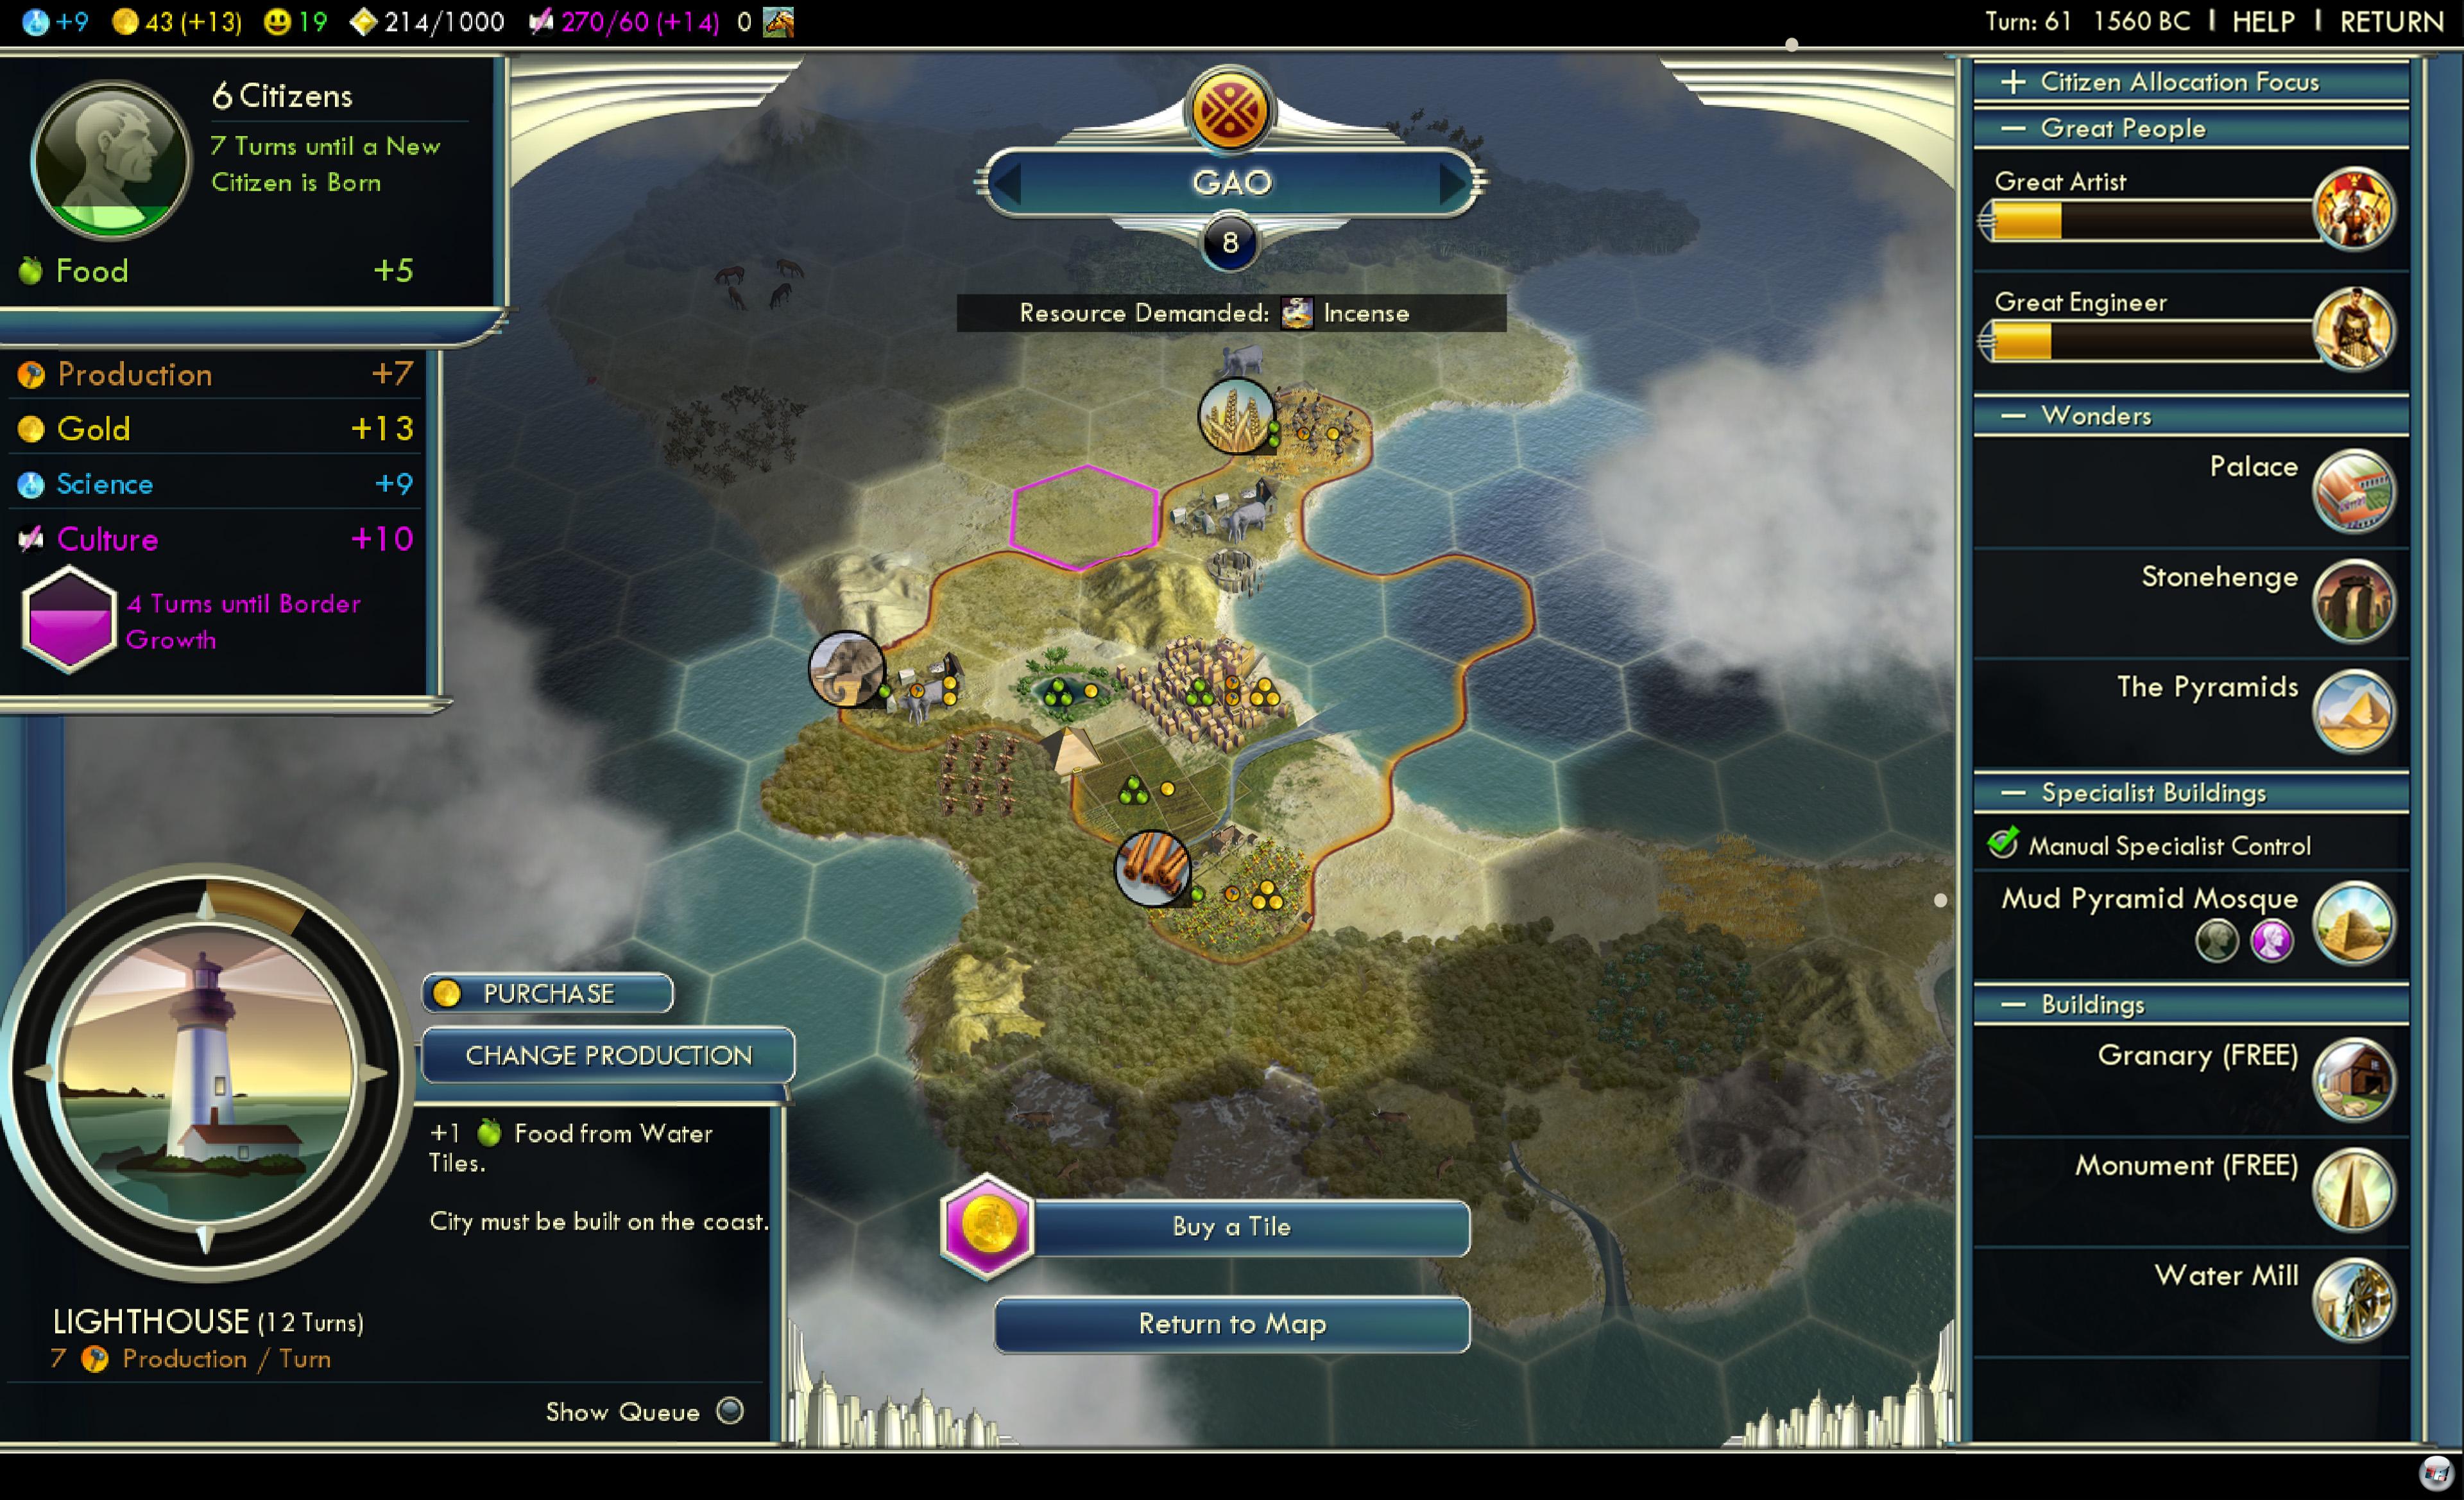 +9 43 (+13) 19 214/1000 270/60 (+14) 0
Turn: 61 1560 BC | HELP | RETURN
6 Citizens
7 Turns until a New
Citizen is Born
Food +5
Production +7
Gold +13
Science +9
Culture +10
4 Turns until Border
Growth
GAO
8
Resource Demanded: Incense
PURCHASE
CHANGE PRODUCTION
+1 Food from Water
Tiles.
City must be built on the coast.
LIGHTHOUSE (12 Turns)
7 Production / Turn
Show Queue
Buy a Tile
Return to Map
+ Citizen Allocation Focus
− Great People
Great Artist
Great Engineer
− Wonders
Palace
Stonehenge
The Pyramids
− Specialist Buildings
Manual Specialist Control
Mud Pyramid Mosque
− Buildings
Granary (FREE)
Monument (FREE)
Water Mill